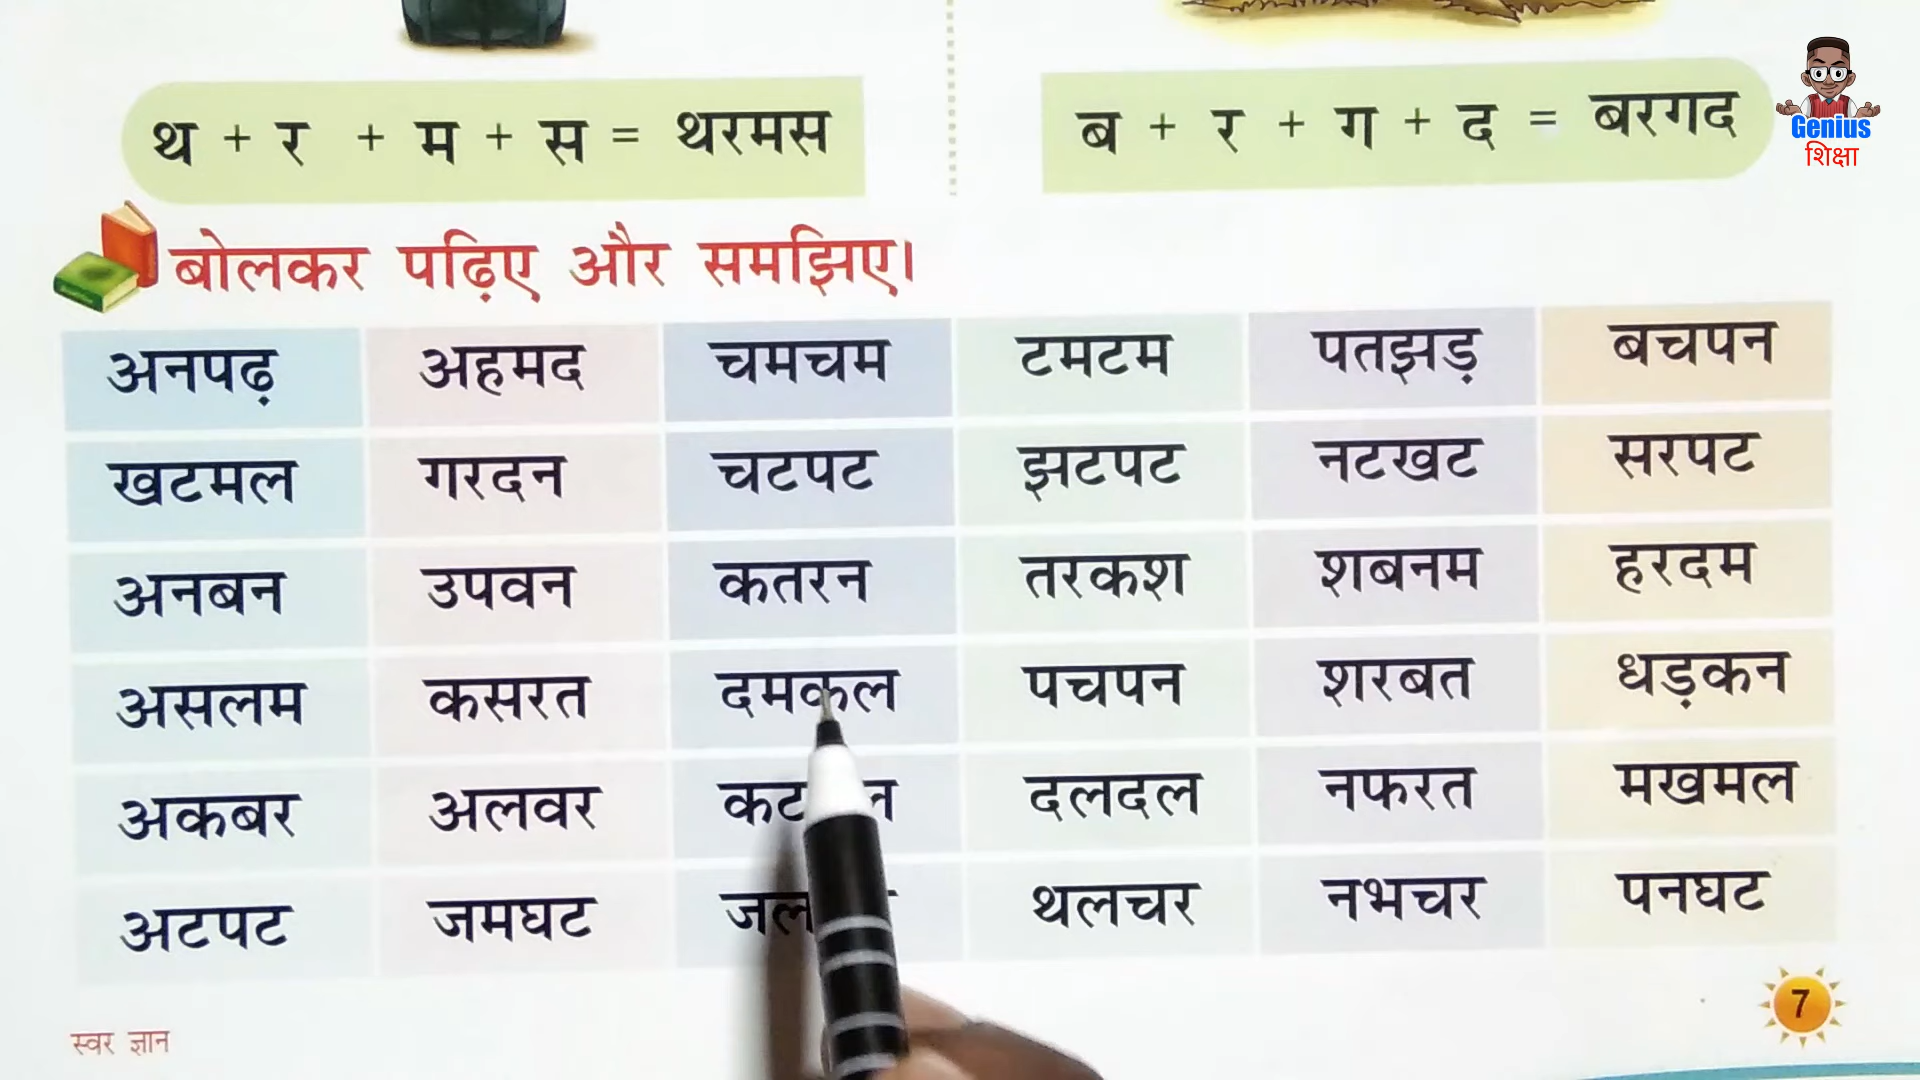 थ + र + म + स = थरमस
ब + र + ग + द = बरगद
Genius
शिक्षा
बोलकर पढ़िए और समझिए।
अनपढ़ अहमद चमचम टमटम पतझड़ बचपन
खटमल गरदन चटपट झटपट नटखट सरपट
अनबन उपवन कतरन तरकश शबनम हरदम
असलम कसरत दमकल पचपन शरबत धड़कन
अकबर अलवर दलदल नफरत मखमल
अटपट जमघट थलचर नभचर पनघट
स्वर ज्ञान
7